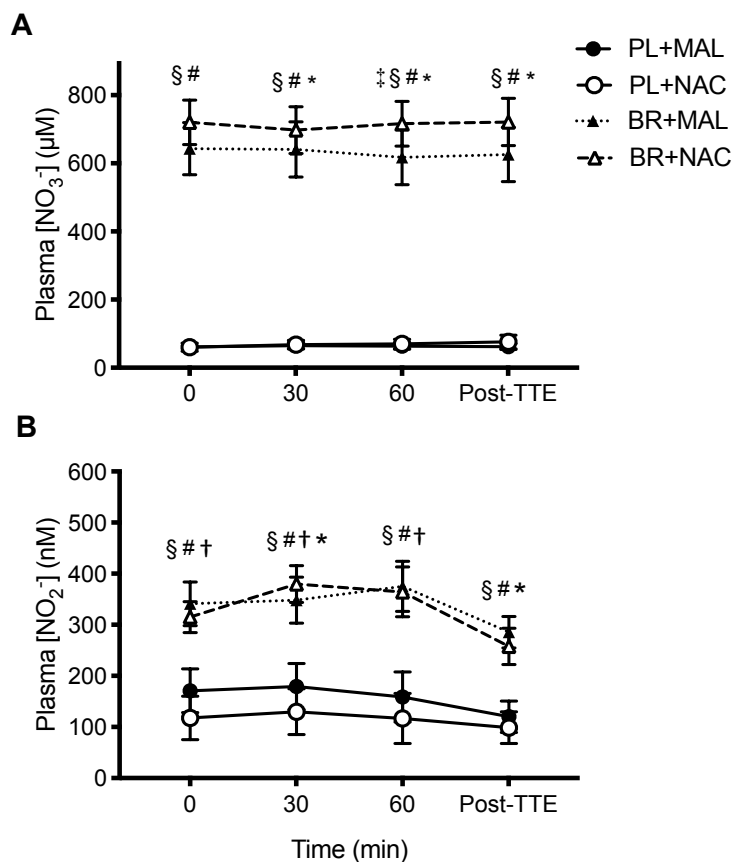 A
800
600
400
200
0
Plasma [NO₃⁻] (µM)
§ #
§ # *
‡ § # *
§ # *
0 30 60 Post-TTE
PL+MAL
PL+NAC
BR+MAL
BR+NAC
B
600
500
400
300
200
100
0
Plasma [NO₂⁻] (nM)
§ # †
§ # † *
§ # †
§ # *
0 30 60 Post-TTE
Time (min)